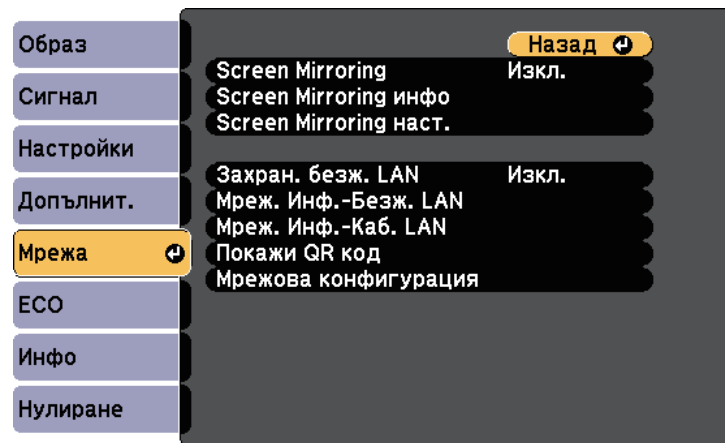 Образ
Сигнал
Настройки
Допълнит.
Мрежа
ECO
Инфо
Нулиране
Назад
Screen Mirroring Изкл.
Screen Mirroring инфо
Screen Mirroring наст.
Захран. безж. LAN Изкл.
Мреж. Инф.-Безж. LAN
Мреж. Инф.-Каб. LAN
Покажи QR код
Мрежова конфигурация